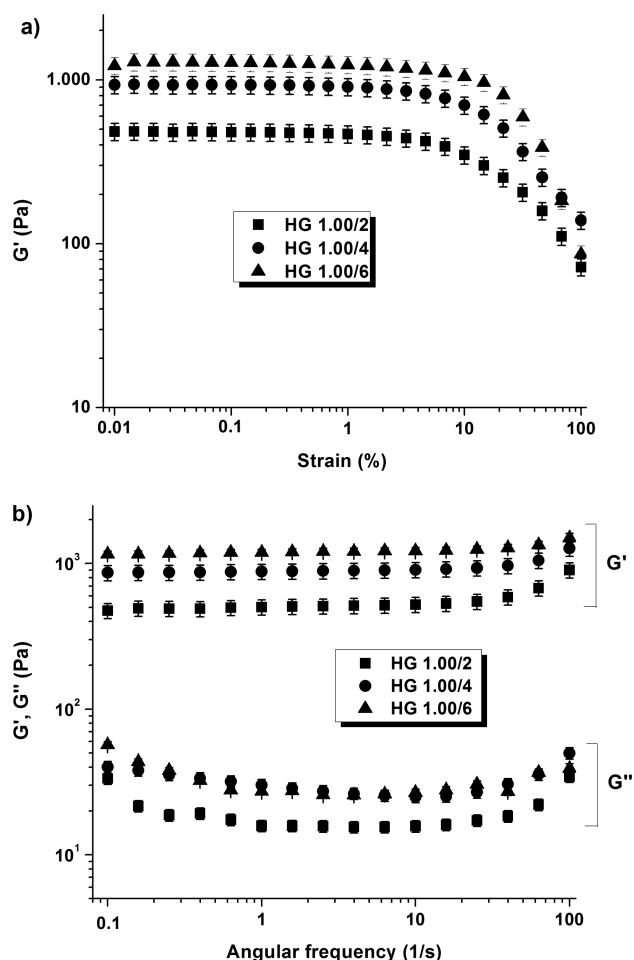 a)
1.000
100
10
G' (Pa)
HG 1.00/2
HG 1.00/4
HG 1.00/6
0.01 0.1 1 10 100
Strain (%)
b)
10³
10²
10¹
G', G'' (Pa)
G'
HG 1.00/2
HG 1.00/4
HG 1.00/6
G''
0.1 1 10 100
Angular frequency (1/s)